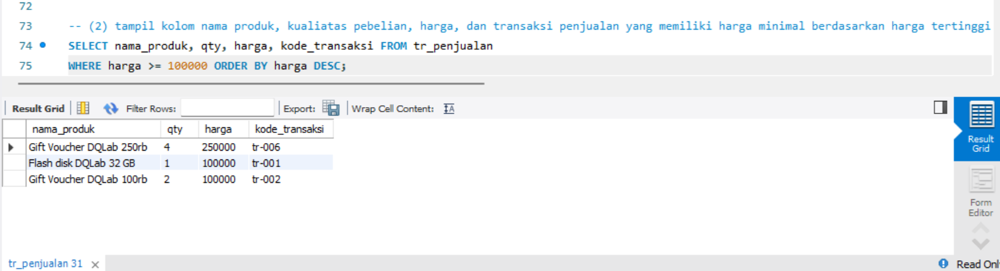 72
73 -- (2) tampil kolom nama produk, kualiatas pebelian, harga, dan transaksi penjualan yang memiliki harga minimal berdasarkan harga tertinggi
74 SELECT nama_produk, qty, harga, kode_transaksi FROM tr_penjualan
75 WHERE harga >= 100000 ORDER BY harga DESC;
Result Grid Filter Rows: Export: Wrap Cell Content:
nama_produk qty harga kode_transaksi
Gift Voucher DQLab 250rb 4 250000 tr-006
Flash disk DQLab 32 GB 1 100000 tr-001
Gift Voucher DQLab 100rb 2 100000 tr-002
Result
Grid
Form
Editor
tr_penjualan 31
Read Onl